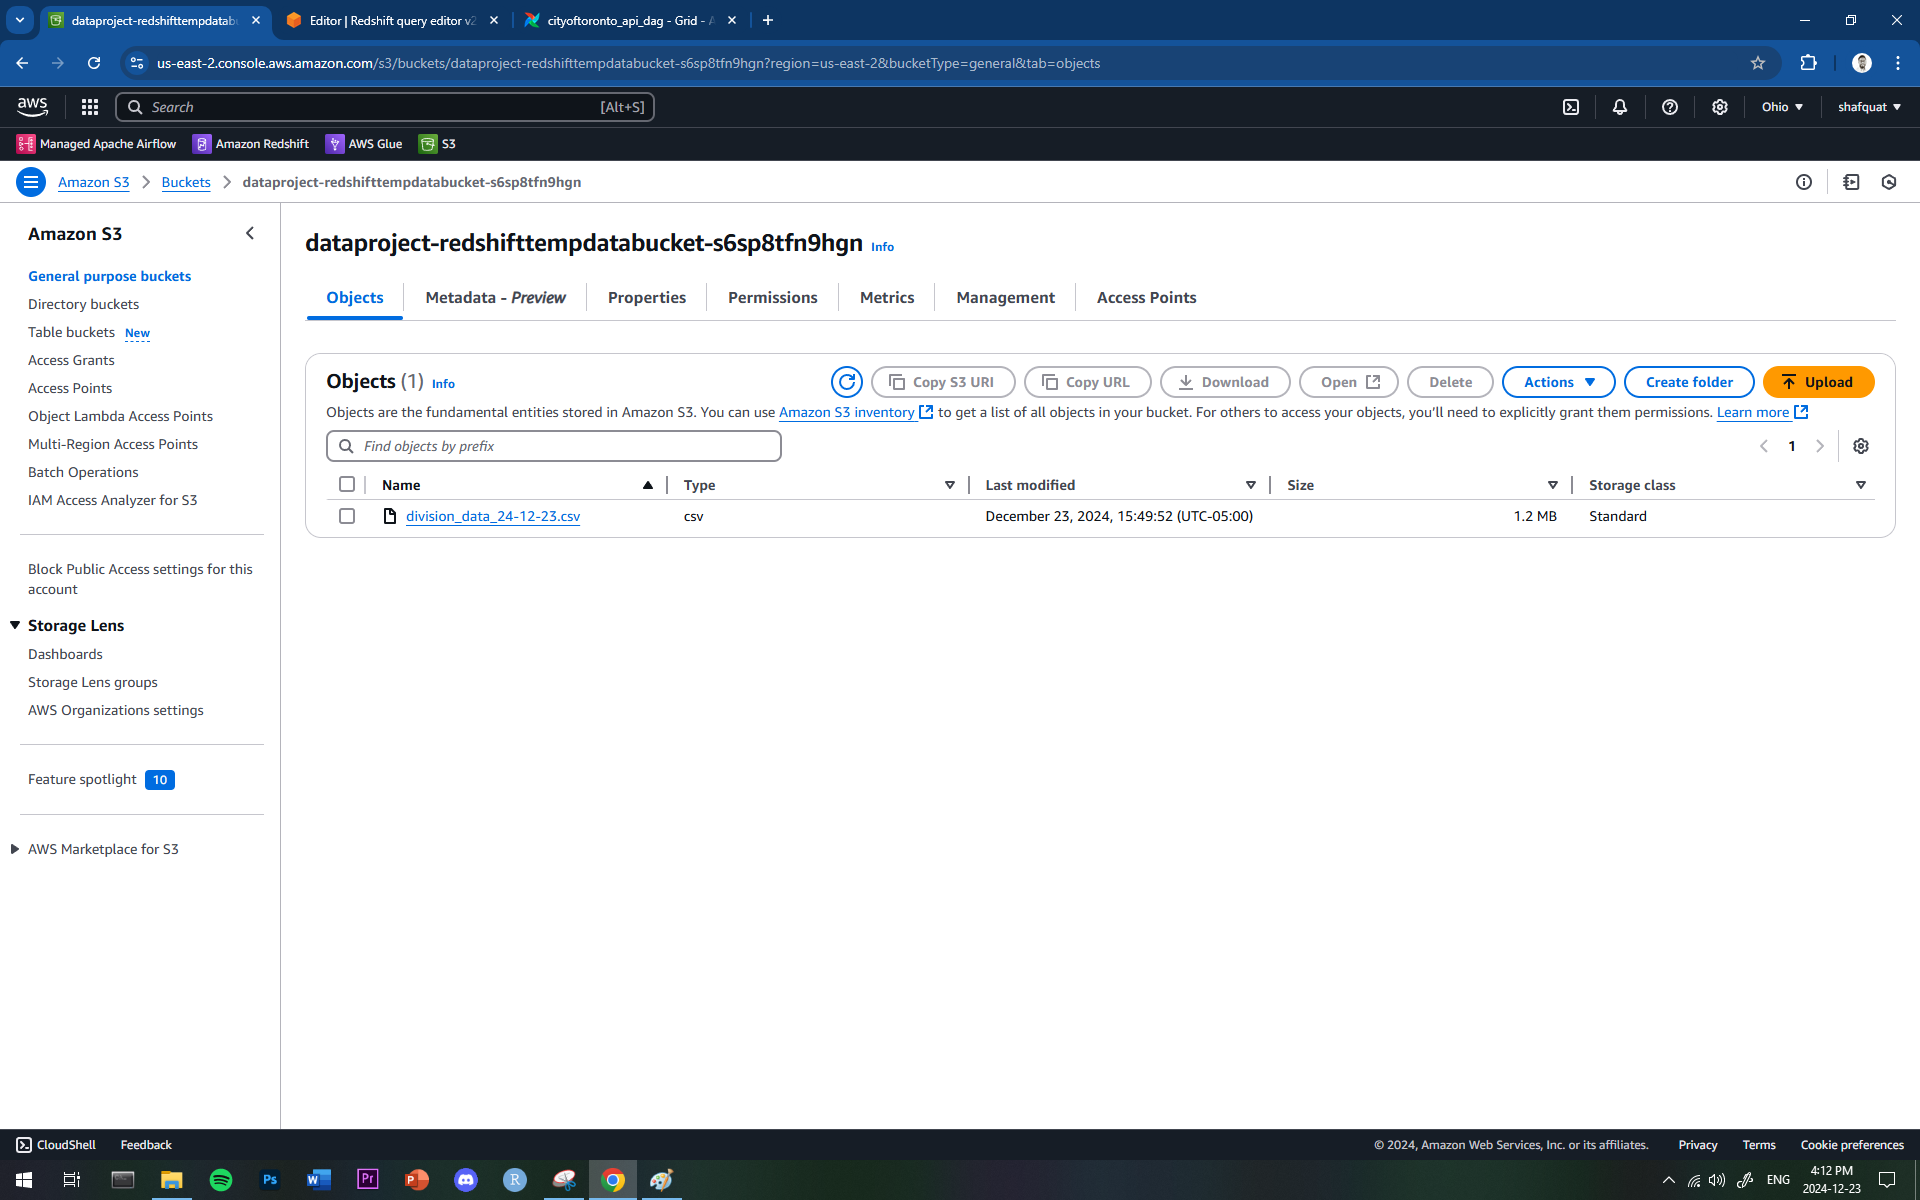 dataproject-redshifttempdatab
Editor | Redshift query editor v2
cityoftoronto_api_dag - Grid - A
us-east-2.console.aws.amazon.com/s3/buckets/dataproject-redshifttempdatabucket-s6sp8tfn9hgn?region=us-east-2&bucketType=general&tab=objects
aws
Search
[Alt+S]
Ohio
shafquat
Managed Apache Airflow
Amazon Redshift
AWS Glue
S3
Amazon S3
Buckets
dataproject-redshifttempdatabucket-s6sp8tfn9hgn
Amazon S3
General purpose buckets
Directory buckets
Table buckets New
Access Grants
Access Points
Object Lambda Access Points
Multi-Region Access Points
Batch Operations
IAM Access Analyzer for S3
Block Public Access settings for this
account
Storage Lens
Dashboards
Storage Lens groups
AWS Organizations settings
Feature spotlight 10
AWS Marketplace for S3
dataproject-redshifttempdatabucket-s6sp8tfn9hgn Info
Objects
Metadata - Preview
Properties
Permissions
Metrics
Management
Access Points
Objects (1) Info
Copy S3 URI
Copy URL
Download
Open
Delete
Actions
Create folder
Upload
Objects are the fundamental entities stored in Amazon S3. You can use Amazon S3 inventory to get a list of all objects in your bucket. For others to access your objects, you'll need to explicitly grant them permissions. Learn more
Find objects by prefix
1
Name
Type
Last modified
Size
Storage class
division_data_24-12-23.csv
csv
December 23, 2024, 15:49:52 (UTC-05:00)
1.2 MB
Standard
CloudShell
Feedback
© 2024, Amazon Web Services, Inc. or its affiliates.
Privacy
Terms
Cookie preferences
Ps
W
Pr
P
R
ENG
4:12 PM
2024-12-23